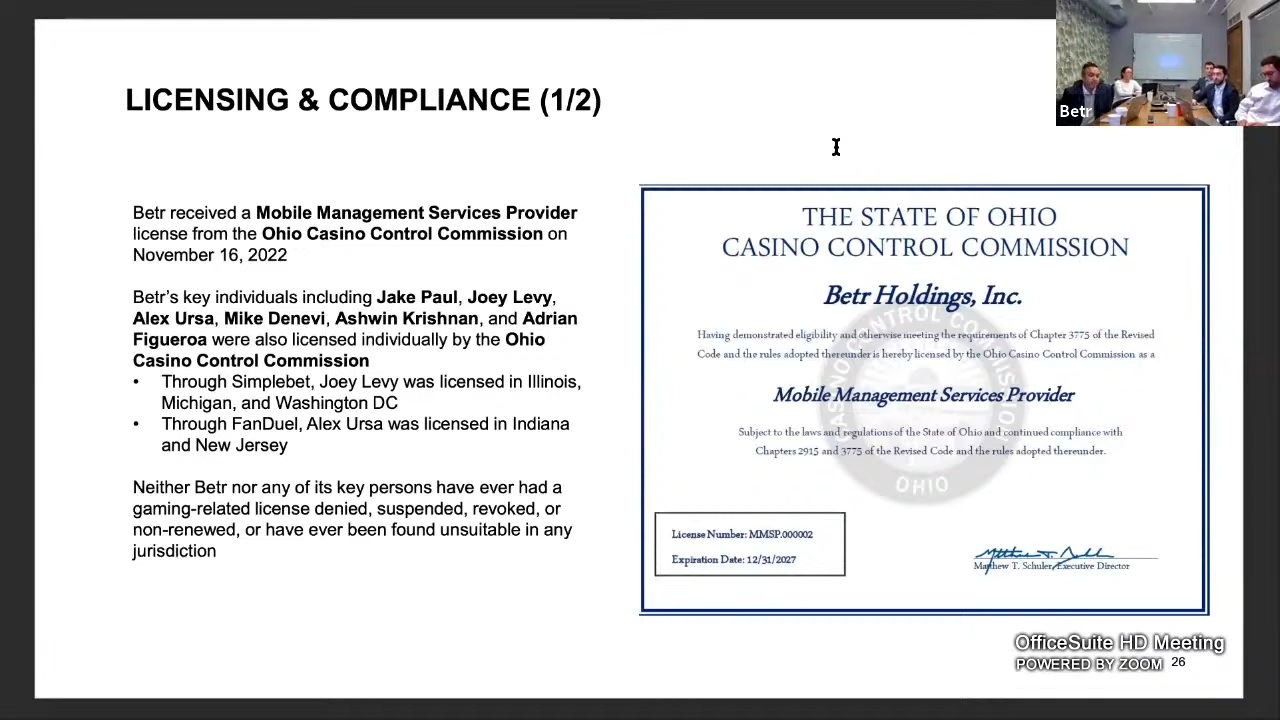 LICENSING & COMPLIANCE (1/2)
Betr
Betr received a Mobile Management Services Provider
license from the Ohio Casino Control Commission on
November 16, 2022
Betr's key individuals including Jake Paul, Joey Levy,
Alex Ursa, Mike Denevi, Ashwin Krishnan, and Adrian
Figueroa were also licensed individually by the Ohio
Casino Control Commission
• Through Simplebet, Joey Levy was licensed in Illinois,
Michigan, and Washington DC
• Through FanDuel, Alex Ursa was licensed in Indiana
and New Jersey
Neither Betr nor any of its key persons have ever had a
gaming-related license denied, suspended, revoked, or
non-renewed, or have ever been found unsuitable in any
jurisdiction
THE STATE OF OHIO
CASINO CONTROL COMMISSION
Betr Holdings, Inc.
Having demonstrated eligibility and otherwise meeting the requirements of Chapter 3775 of the Revised
Code and the rules adopted thereunder is hereby licensed by the Ohio Casino Control Commission as a
Mobile Management Services Provider
Subject to the laws and regulations of the State of Ohio and continued compliance with
Chapters 2915 and 3775 of the Revised Code and the rules adopted thereunder.
CASINO CONTROL COMMISSION
OHIO
License Number: MMSP.000002
Expiration Date: 12/31/2027
Matthew T. Schuler, Executive Director
OfficeSuite HD Meeting
POWERED BY ZOOM
26